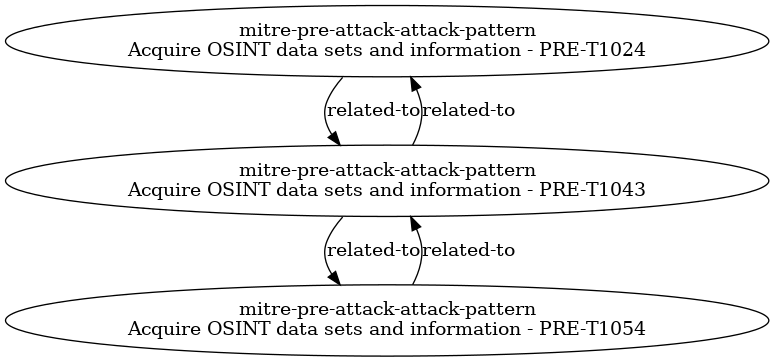 mitre-pre-attack-attack-pattern
Acquire OSINT data sets and information - PRE-T1024
related-to
related-to
mitre-pre-attack-attack-pattern
Acquire OSINT data sets and information - PRE-T1043
related-to
related-to
mitre-pre-attack-attack-pattern
Acquire OSINT data sets and information - PRE-T1054